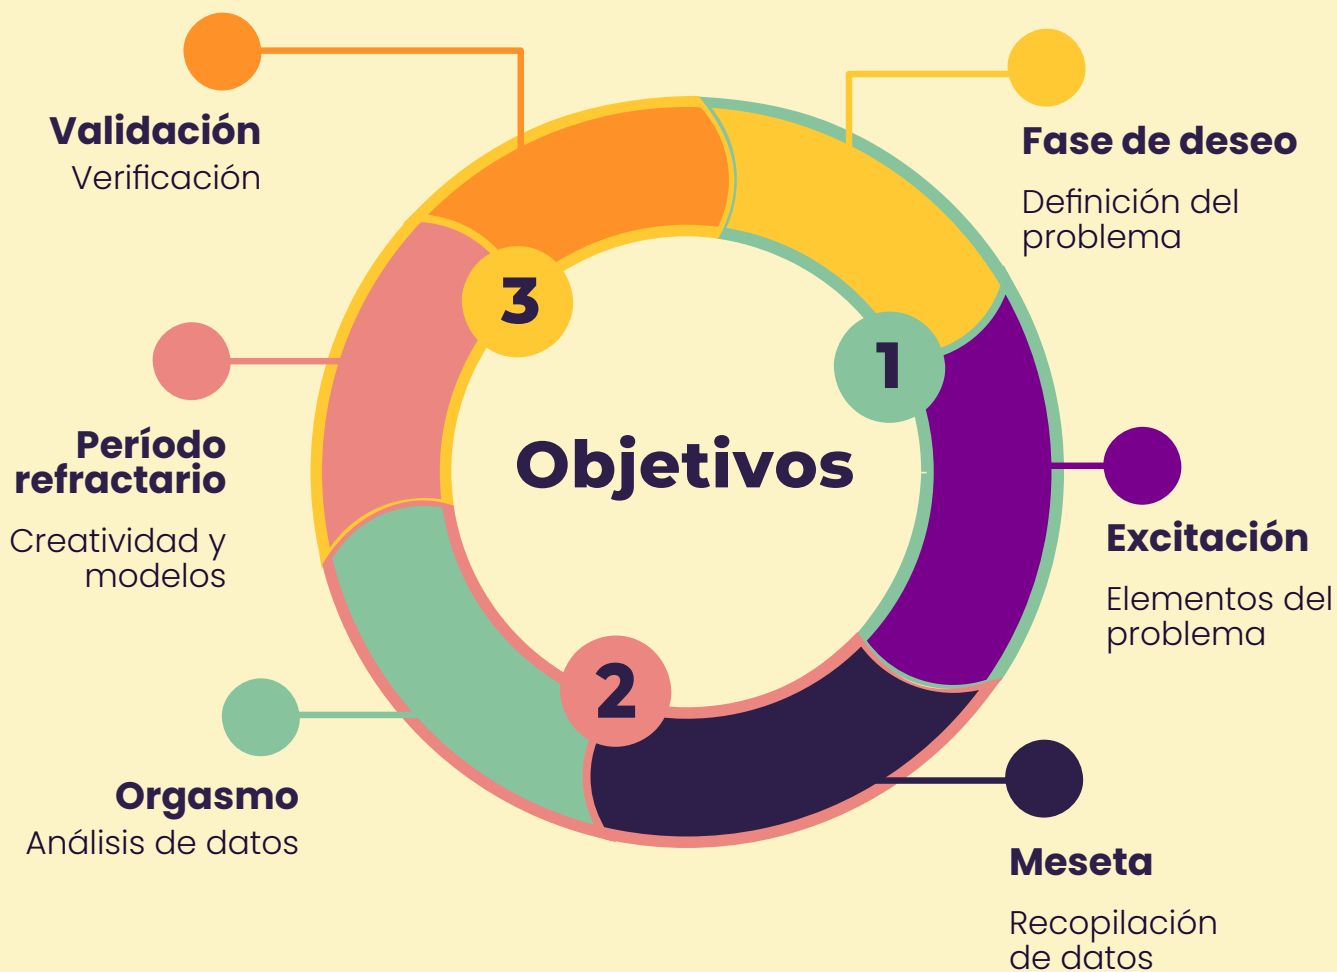 Validación
Verificación
Fase de deseo
Definición del
problema
3
1
Objetivos
Período
refractario
Creatividad y
modelos
Excitación
Elementos del
problema
2
Orgasmo
Análisis de datos
Meseta
Recopilación
de datos